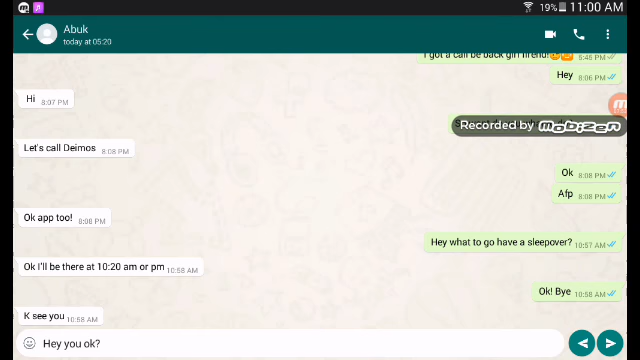 19% 11:00 AM
Abuk
today at 05:20
I got a call be back girl firend! 5:45 PM
Hey 8:06 PM
Hi 8:07 PM
Recorded by mobizen
Let's call Deimos 8:08 PM
Ok 8:08 PM
Afp 8:08 PM
Ok app too! 8:08 PM
Hey what to go have a sleepover? 10:57 AM
Ok I'll be there at 10:20 am or pm 10:58 AM
Ok! Bye 10:58 AM
K see you 10:58 AM
Hey you ok?